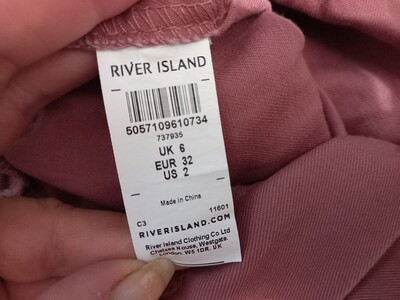 RIVER ISLAND
5057109610734
737935
UK 6
EUR 32
US 2
Made in China
C3 11601
RIVERISLAND.COM
River Island Clothing Co Ltd
Chelsea House, Westgate,
London, W5 1DR. UK